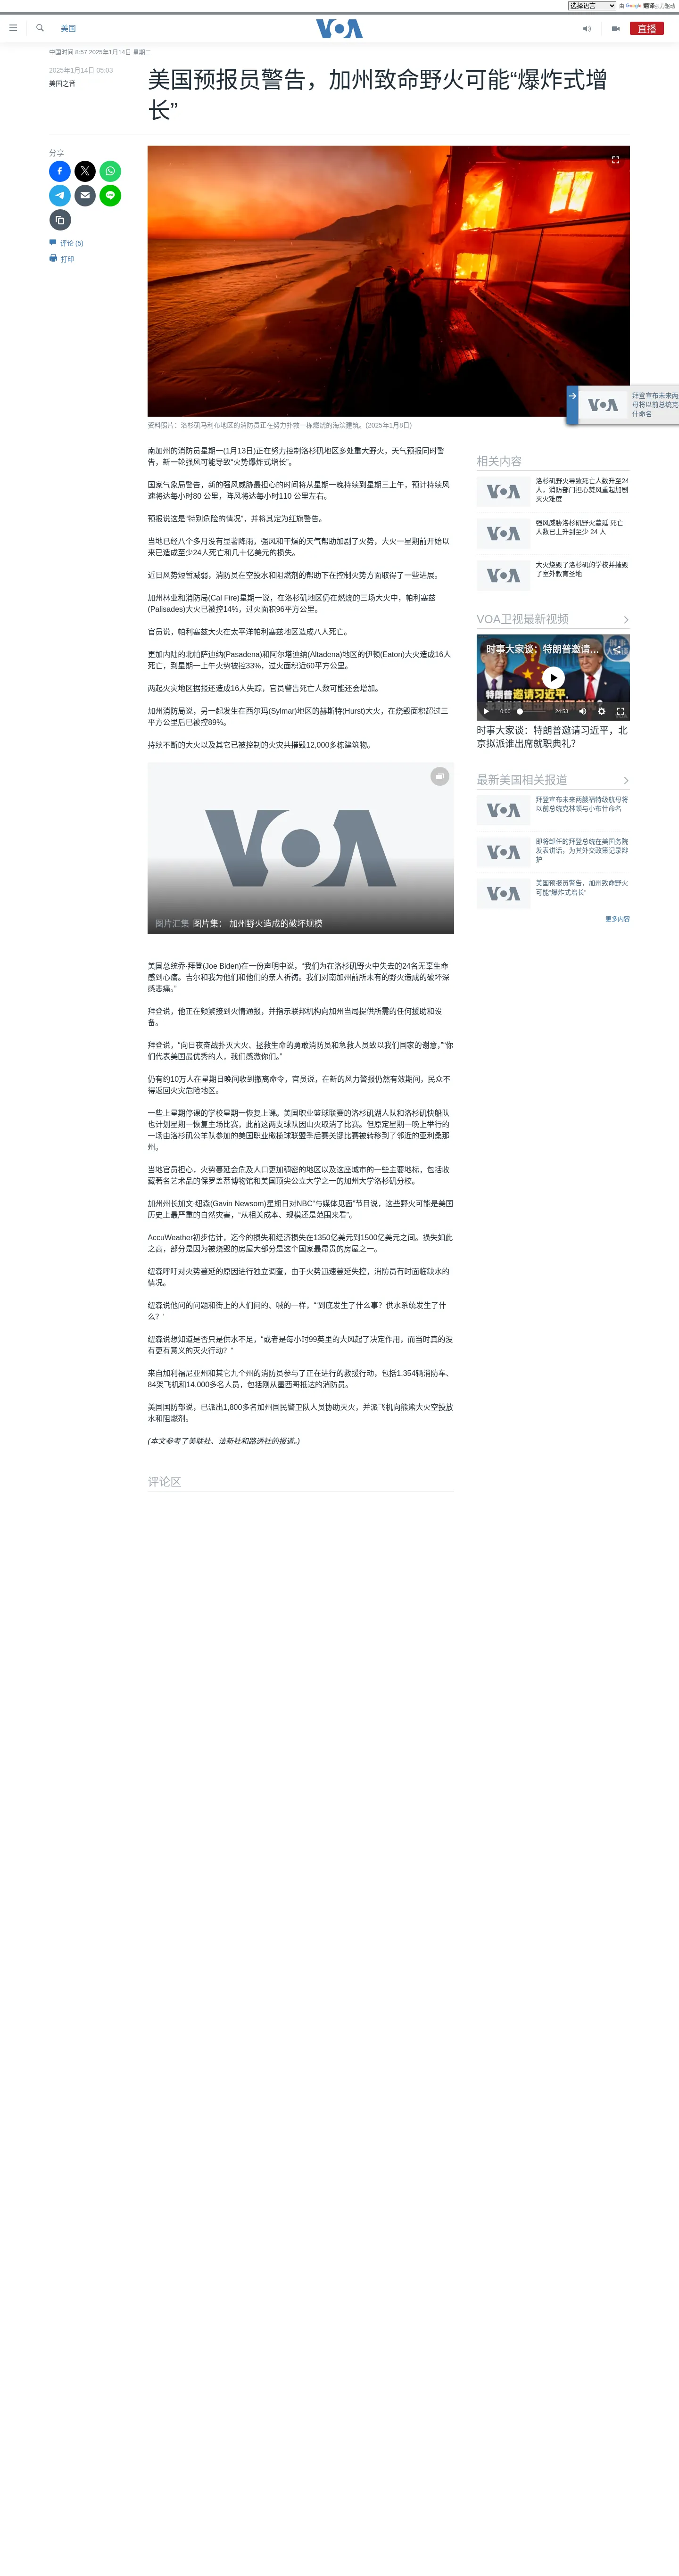 选择语言 由 Google 翻译强力驱动
美国
VOA
直播
中国时间 6:57 2025年1月14日 星期二
2025年1月14日 05:03
美国之音
美国预报员警告，加州致命野火可能“爆炸式增
长”
分享
评论 (5)
打印
资料照片：洛杉矶马利布地区的消防员正在努力扑救一栋燃烧的海滨建筑。(2025年1月8日)
拜登宣布未来两
母将以前总统克
什命名
南加州的消防员星期一(1月13日)正在努力控制洛杉矶地区多处重大野火，天气预报同时警
告，新一轮强风可能导致“火势爆炸式增长”。
国家气象局警告，新的强风威胁最担心的时间将从星期一晚持续到星期三上午，预计持续风
速将达每小时80 公里，阵风将达每小时110 公里左右。
预报说这是“特别危险的情况”，并将其定为红旗警告。
当地已经八个多月没有显著降雨，强风和干燥的天气帮助加剧了火势，大火一星期前开始以
来已造成至少24人死亡和几十亿美元的损失。
近日风势短暂减弱，消防员在空投水和阻燃剂的帮助下在控制火势方面取得了一些进展。
加州林业和消防局(Cal Fire)星期一说，在洛杉矶地区仍在燃烧的三场大火中，帕利塞兹
(Palisades)大火已被控14%，过火面积96平方公里。
官员说，帕利塞兹大火在太平洋帕利塞兹地区造成八人死亡。
更加内陆的北帕萨迪纳(Pasadena)和阿尔塔迪纳(Altadena)地区的伊顿(Eaton)大火造成16人
死亡，到星期一上午火势被控33%，过火面积近60平方公里。
两起火灾地区据报还造成16人失踪，官员警告死亡人数可能还会增加。
加州消防局说，另一起发生在西尔玛(Sylmar)地区的赫斯特(Hurst)大火，在烧毁面积超过三
平方公里后已被控89%。
持续不断的大火以及其它已被控制的火灾共摧毁12,000多栋建筑物。
VOA
图片汇集 图片集： 加州野火造成的破坏规模
美国总统乔·拜登(Joe Biden)在一份声明中说，“我们为在洛杉矶野火中失去的24名无辜生命
感到心痛。吉尔和我为他们和他们的亲人祈祷。我们对南加州前所未有的野火造成的破坏深
感悲痛。”
拜登说，他正在频繁接到火情通报，并指示联邦机构向加州当局提供所需的任何援助和设
备。
拜登说，“向日夜奋战扑灭大火、拯救生命的勇敢消防员和急救人员致以我们国家的谢意，”“你
们代表美国最优秀的人，我们感激你们。”
仍有约10万人在星期日晚间收到撤离命令，官员说，在新的风力警报仍然有效期间，民众不
得返回火灾危险地区。
一些上星期停课的学校星期一恢复上课。美国职业篮球联赛的洛杉矶湖人队和洛杉矶快船队
也计划星期一恢复主场比赛，此前这两支球队因山火取消了比赛。但原定星期一晚上举行的
一场由洛杉矶公羊队参加的美国职业橄榄球联盟季后赛关键比赛被转移到了邻近的亚利桑那
州。
当地官员担心，火势蔓延会危及人口更加稠密的地区以及这座城市的一些主要地标，包括收
藏著名艺术品的保罗盖蒂博物馆和美国顶尖公立大学之一的加州大学洛杉矶分校。
加州州长加文·纽森(Gavin Newsom)星期日对NBC“与媒体见面”节目说，这些野火可能是美国
历史上最严重的自然灾害，“从相关成本、规模还是范围来看”。
AccuWeather初步估计，迄今的损失和经济损失在1350亿美元到1500亿美元之间。损失如此
之高，部分是因为被烧毁的房屋大部分是这个国家最昂贵的房屋之一。
纽森呼吁对火势蔓延的原因进行独立调查，由于火势迅速蔓延失控，消防员有时面临缺水的
情况。
纽森说他问的问题和街上的人们问的、喊的一样，“‘到底发生了什么事？供水系统发生了什
么？’
纽森说想知道是否只是供水不足，“或者是每小时99英里的大风起了决定作用，而当时真的没
有更有意义的灭火行动？”
来自加利福尼亚州和其它九个州的消防员参与了正在进行的救援行动，包括1,354辆消防车、
84架飞机和14,000多名人员，包括刚从墨西哥抵达的消防员。
美国国防部说，已派出1,800多名加州国民警卫队人员协助灭火，并派飞机向熊熊大火空投放
水和阻燃剂。
(本文参考了美联社、法新社和路透社的报道。)
评论区
相关内容
洛杉矶野火导致死亡人数升至24
人，消防部门担心焚风重起加剧
灭火难度
强风威胁洛杉矶野火蔓延 死亡
人数已上升到至少 24 人
大火烧毁了洛杉矶的学校并摧毁
了室外教育圣地
VOA卫视最新视频
时事大家谈：特朗普邀请...
特朗普邀请习近平，
0:00 24:53
时事大家谈：特朗普邀请习近平，北
京拟派谁出席就职典礼？
最新美国相关报道
拜登宣布未来两艘福特级航母将
以前总统克林顿与小布什命名
即将卸任的拜登总统在美国务院
发表讲话，为其外交政策记录辩
护
美国预报员警告，加州致命野火
可能“爆炸式增长”
更多内容